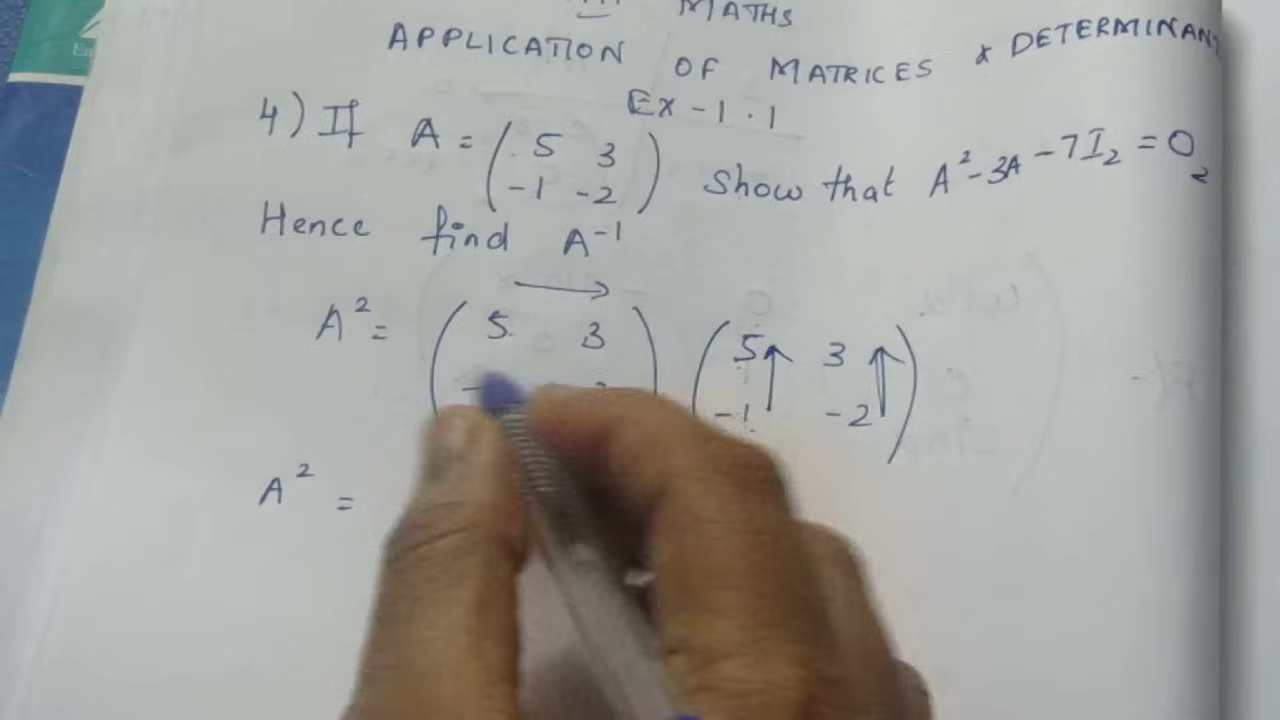 MATHS
APPLICATION OF MATRICES & DETERMINANT
Ex - 1.1
4) If A = ( 5 3 -1 -2 ) Show that A² - 3A - 7I₂ = O₂
Hence find A⁻¹
A² = ( 5 3 ) ( 5 3 -1 -2 )
A² =